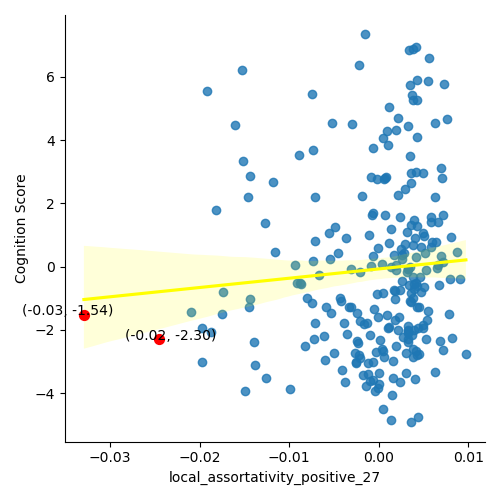 6
4
2
0
−2
−4
Cognition Score
(-0.03, -1.54)
(-0.02, -2.30)
−0.03 −0.02 −0.01 0.00 0.01
local_assortativity_positive_27